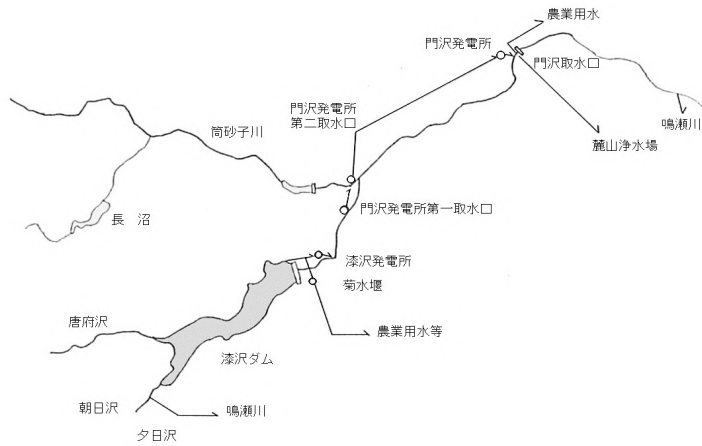 農業用水
門沢発電所
門沢取水口
門沢発電所
第二取水口
鳴瀬川
麓山浄水場
筒砂子川
門沢発電所第一取水口
長 沼
漆沢発電所
菊水堰
唐府沢
農業用水等
漆沢ダム
朝日沢
鳴瀬川
夕日沢